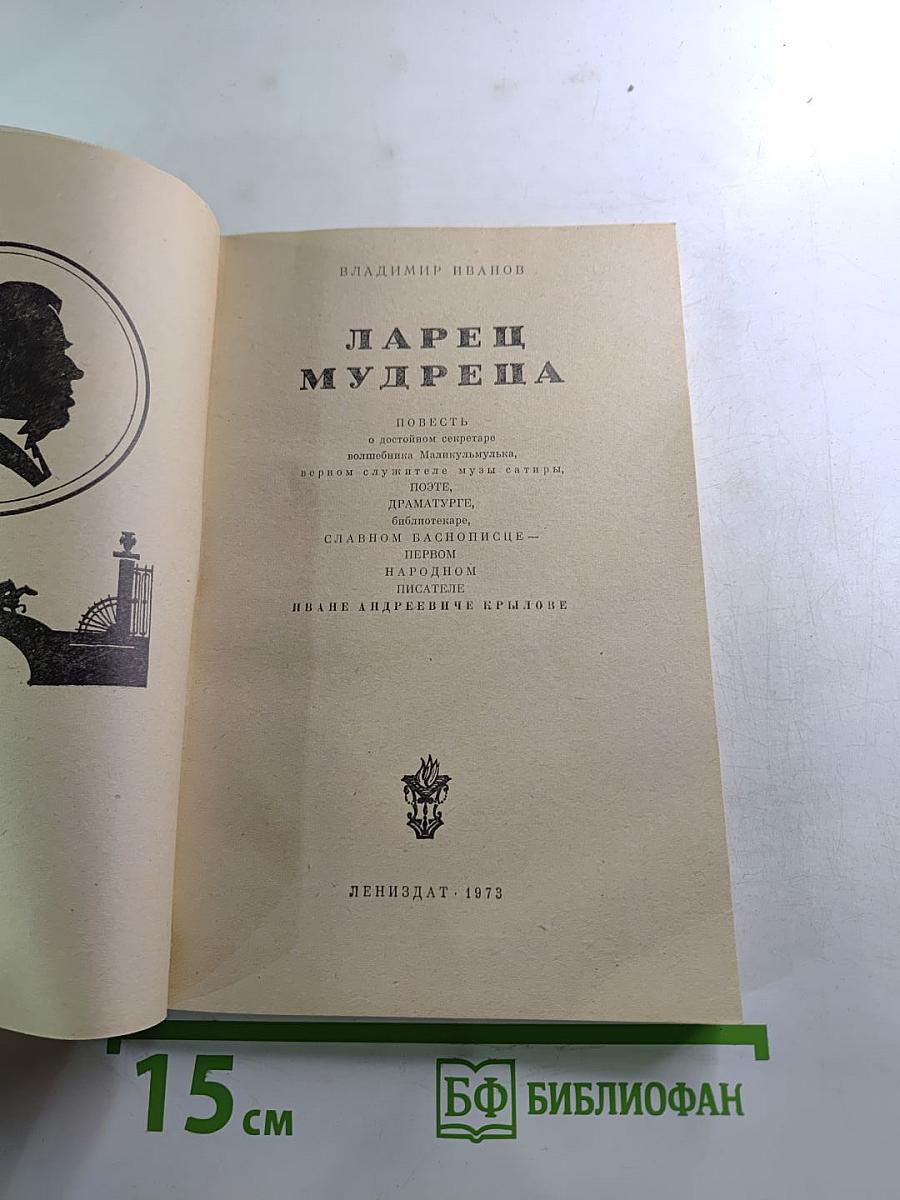 ВЛАДИМИР ИВАНОВ
ЛАРЕЦ
МУДРЕЦА
ПОВЕСТЬ
о достойном секретаре
волшебника Маликульмулька,
верном служителе музы сатиры,
ПОЭТЕ,
ДРАМАТУРГЕ,
библиотекаре,
СЛАВНОМ БАСНОПИСЦЕ —
ПЕРВОМ
НАРОДНОМ
ПИСАТЕЛЕ
ИВАНЕ АНДРЕЕВИЧЕ КРЫЛОВЕ
ЛЕНИЗДАТ · 1973
15 см
БФ БИБЛИОФАН